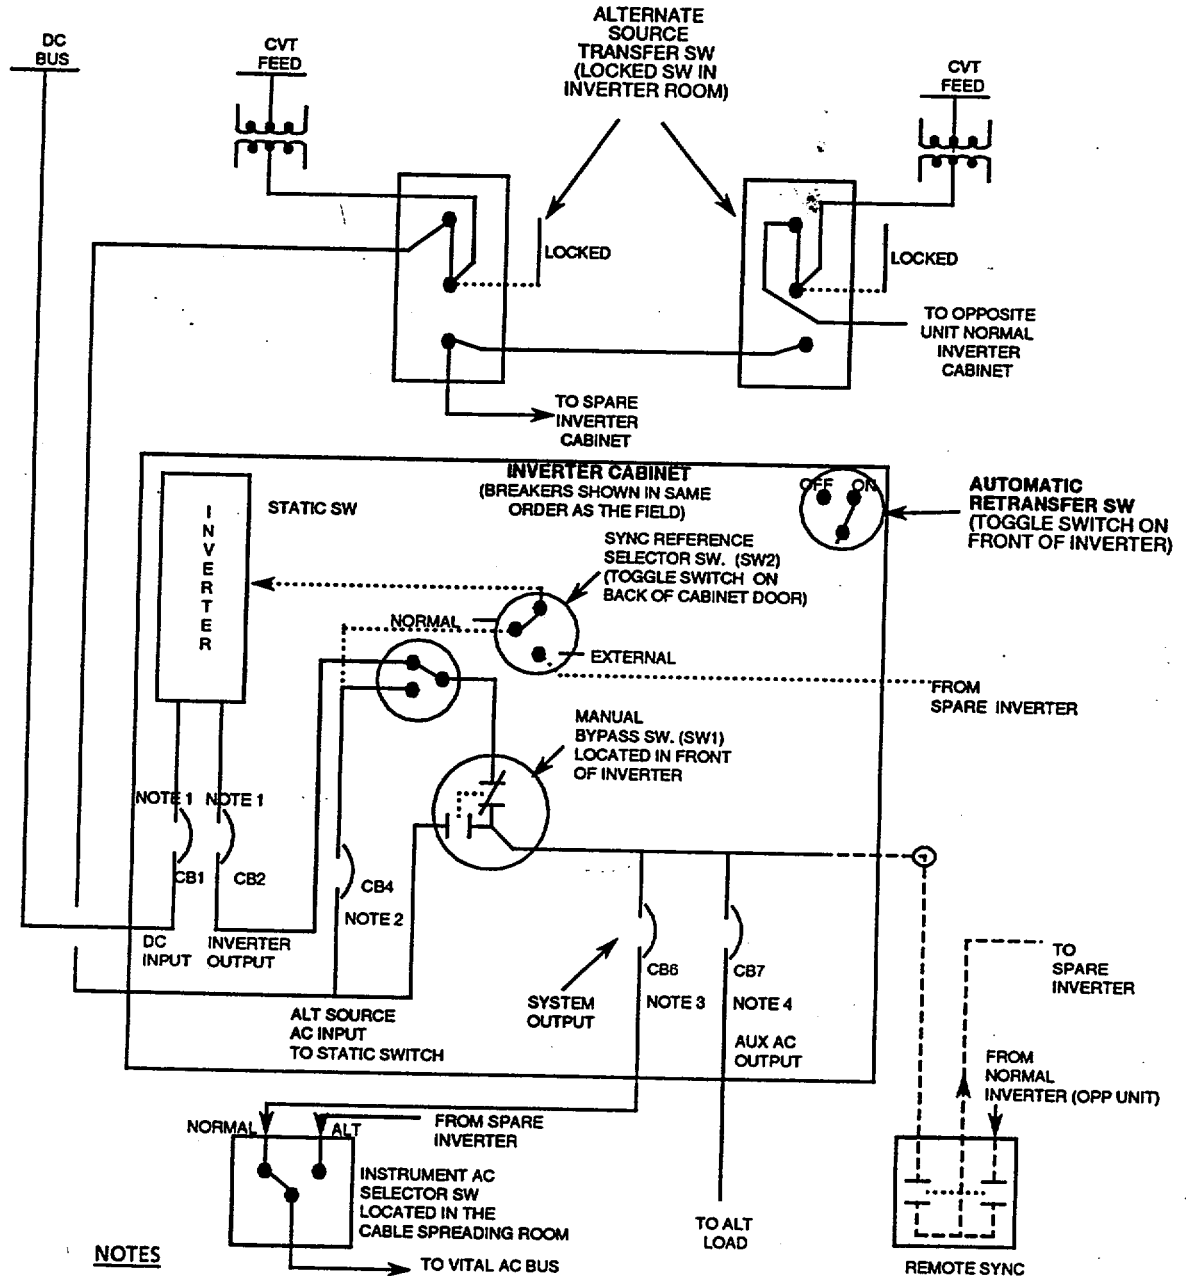 ALTERNATE
SOURCE
TRANSFER SW
(LOCKED SW IN
INVERTER ROOM)
DC
BUS
CVT
FEED
CVT
FEED
LOCKED
LOCKED
TO OPPOSITE
UNIT NORMAL
INVERTER
CABINET
TO SPARE
INVERTER
CABINET
INVERTER CABINET
(BREAKERS SHOWN IN SAME
ORDER AS THE FIELD)
OFF ON
AUTOMATIC
RETRANSFER SW
(TOGGLE SWITCH ON
FRONT OF INVERTER)
INVERTER
STATIC SW
SYNC REFERENCE
SELECTOR SW. (SW2)
(TOGGLE SWITCH ON
BACK OF CABINET DOOR)
NORMAL
EXTERNAL
FROM
SPARE INVERTER
MANUAL
BYPASS SW. (SW1)
LOCATED IN FRONT
OF INVERTER
NOTE 1 NOTE 1
CB1 CB2
CB4
NOTE 2
DC
INPUT
INVERTER
OUTPUT
ALT SOURCE
AC INPUT
TO STATIC SWITCH
SYSTEM
OUTPUT
CB6
NOTE 3
CB7
NOTE 4
AUX AC
OUTPUT
TO
SPARE
INVERTER
FROM
NORMAL
INVERTER (OPP UNIT)
NORMAL
ALT
FROM SPARE
INVERTER
INSTRUMENT AC
SELECTOR SW
LOCATED IN THE
CABLE SPREADING ROOM
TO ALT
LOAD
NOTES
TO VITAL AC BUS
REMOTE SYNC